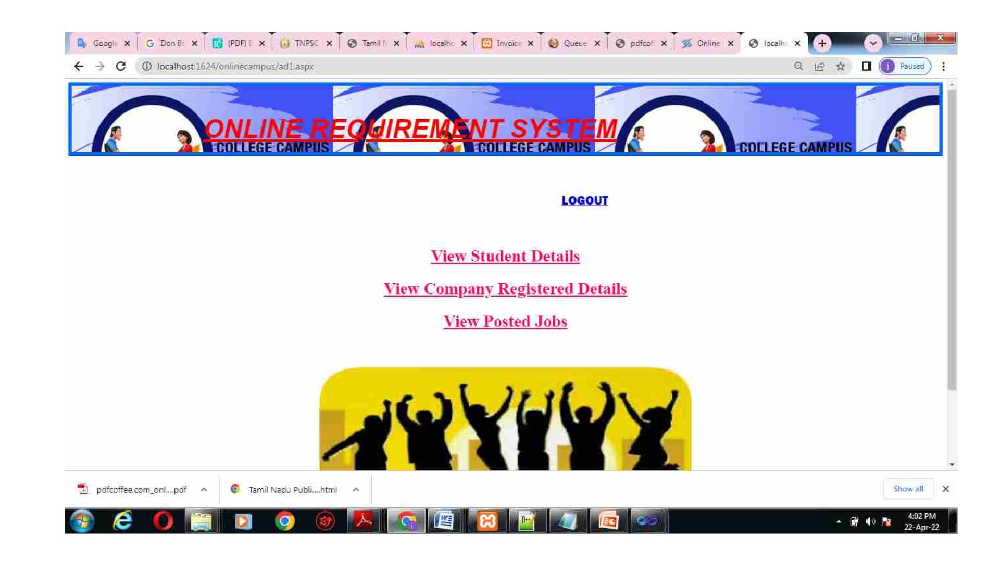 Google Don Bo (PDF) E TNPSC Tamil N localho Invoice Queue pdfcoff Online localho
localhost:1624/onlinecampus/ad1.aspx Paused
ONLINE REQUIREMENT SYSTEM
COLLEGE CAMPUS COLLEGE CAMPUS COLLEGE CAMPUS
LOGOUT
View Student Details
View Company Registered Details
View Posted Jobs
pdfcoffee.com_onl....pdf Tamil Nadu Publi....html Show all
4:02 PM
22-Apr-22